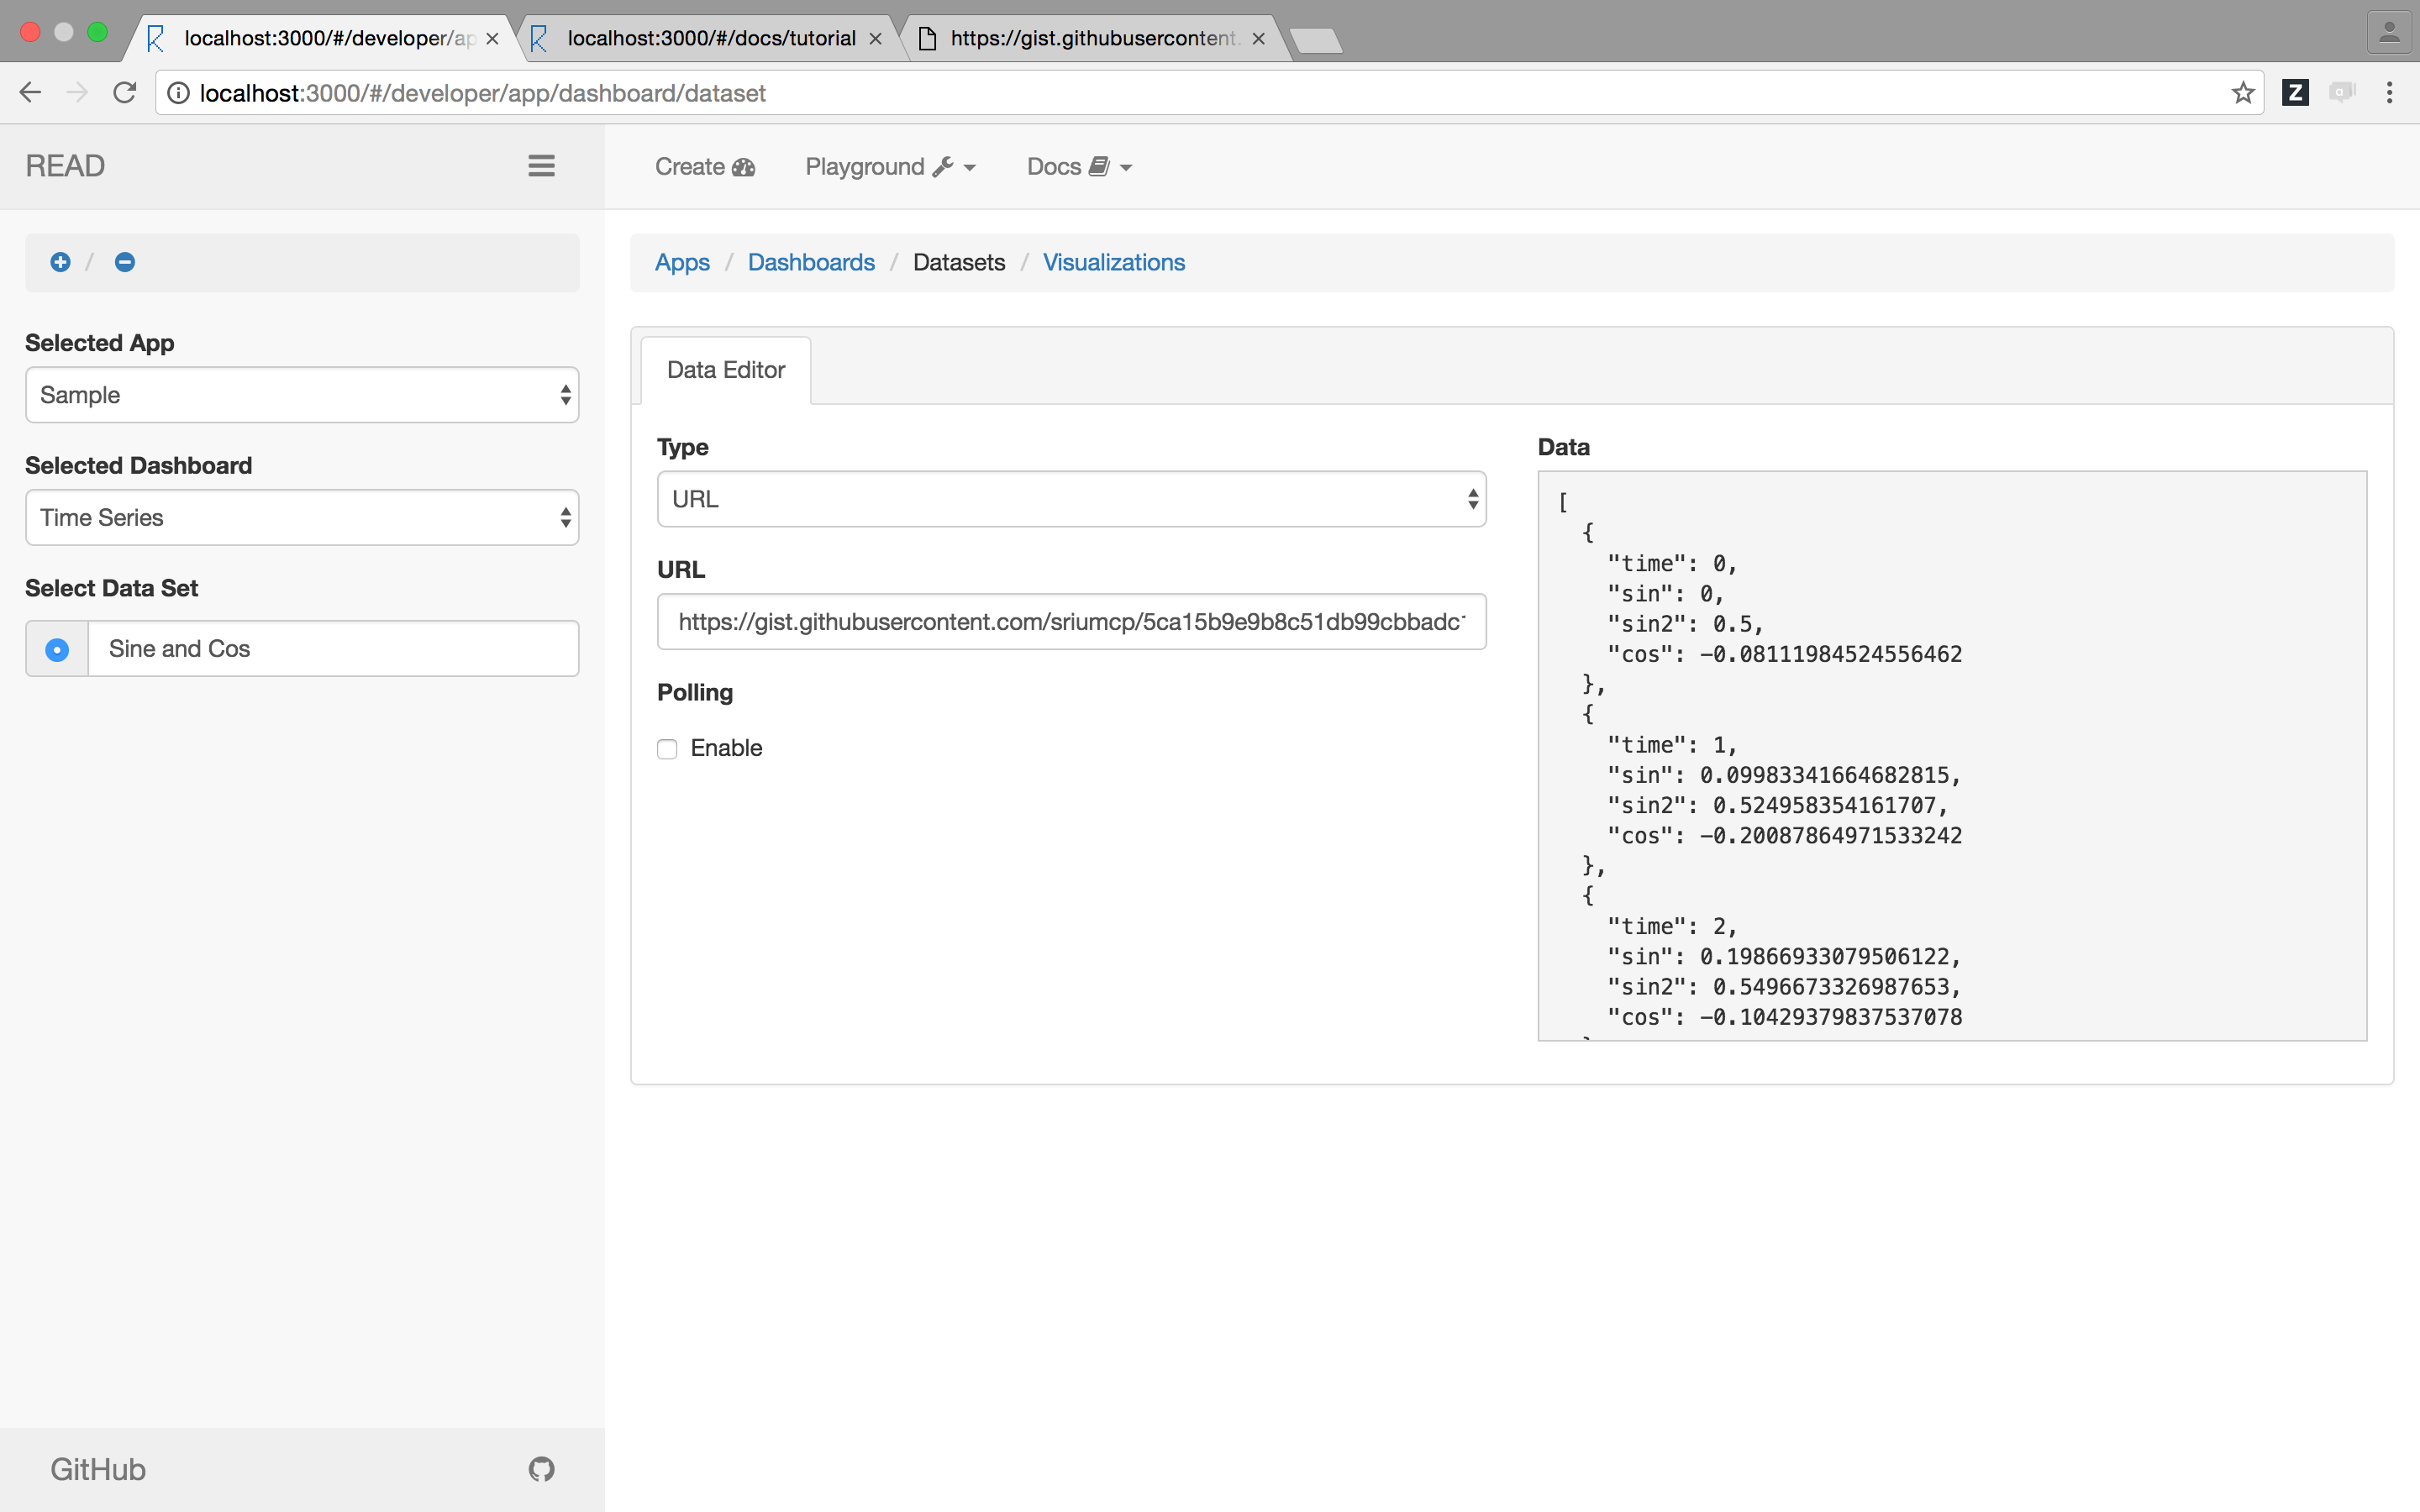 localhost:3000/#/developer/ap
localhost:3000/#/docs/tutorial
https://gist.githubusercontent.
localhost:3000/#/developer/app/dashboard/dataset
Z
a
READ
Create
Playground
Docs
/
Apps / Dashboards / Datasets / Visualizations
Selected App
Sample
Selected Dashboard
Time Series
Select Data Set
Sine and Cos
Data Editor
Type
URL
URL
https://gist.githubusercontent.com/sriumcp/5ca15b9e9b8c51db99cbbadc
Polling
Enable
Data
[
{
"time": 0,
"sin": 0,
"sin2": 0.5,
"cos": -0.08111984524556462
},
{
"time": 1,
"sin": 0.09983341664682815,
"sin2": 0.524958354161707,
"cos": -0.20087864971533242
},
{
"time": 2,
"sin": 0.19866933079506122,
"sin2": 0.5496673326987653,
"cos": -0.10429379837537078
GitHub